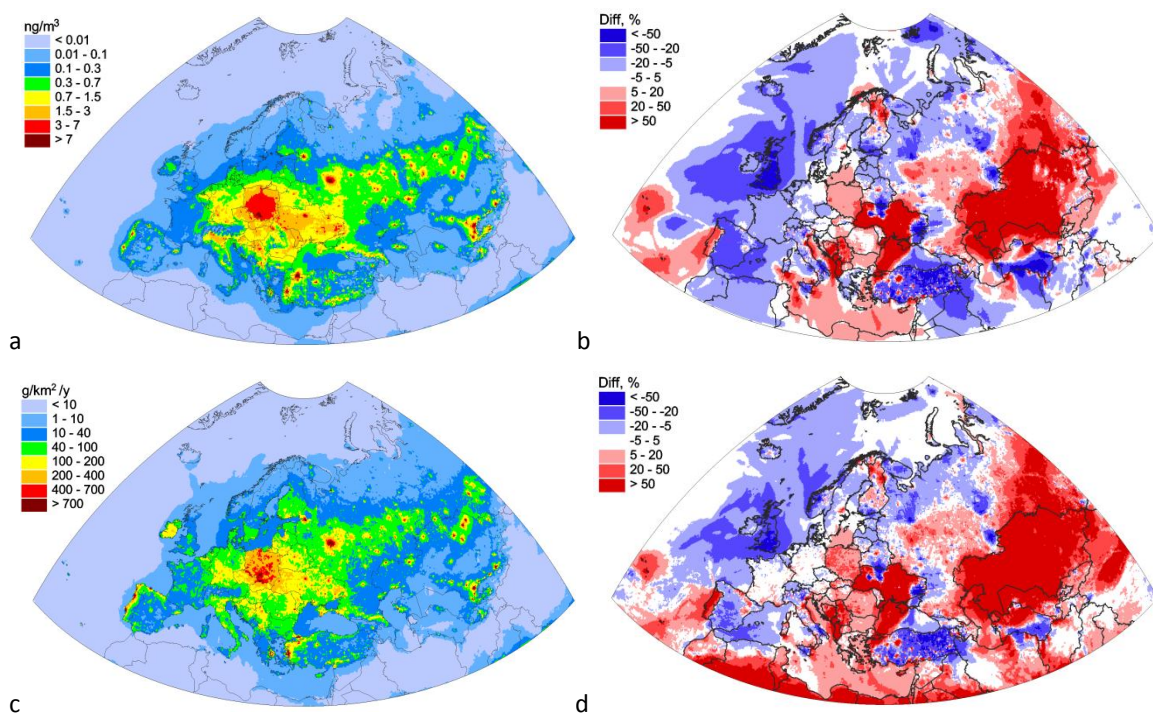 ng/m³
< 0.01
0.01 - 0.1
0.1 - 0.3
0.3 - 0.7
0.7 - 1.5
1.5 - 3
3 - 7
> 7
a
Diff, %
< -50
-50 - -20
-20 - -5
-5 - 5
5 - 20
20 - 50
> 50
b
g/km²/y
< 10
1 - 10
10 - 40
40 - 100
100 - 200
200 - 400
400 - 700
> 700
c
Diff, %
< -50
-50 - -20
-20 - -5
-5 - 5
5 - 20
20 - 50
> 50
d